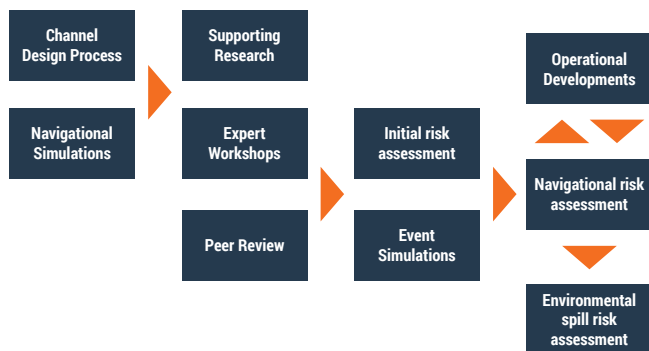 Channel
Design Process
Navigational
Simulations
Supporting
Research
Expert
Workshops
Peer Review
Initial risk
assessment
Event
Simulations
Operational
Developments
Navigational risk
assessment
Environmental
spill risk
assessment